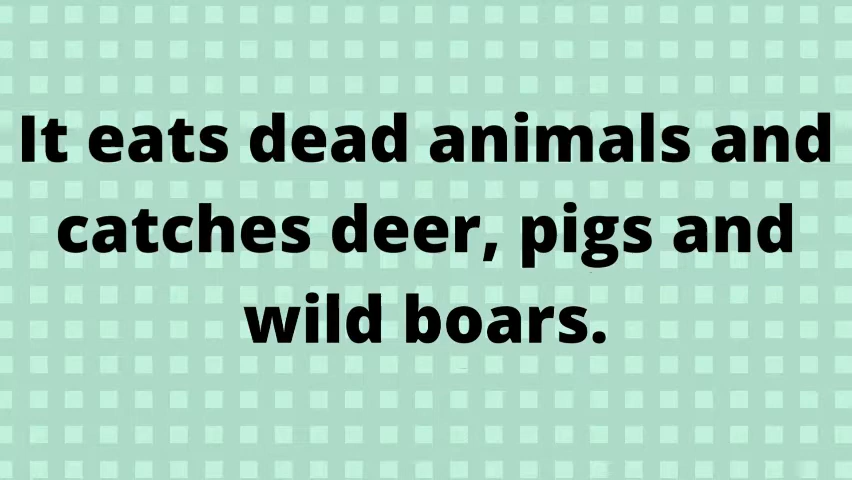 It eats dead animals and
catches deer, pigs and
wild boars.